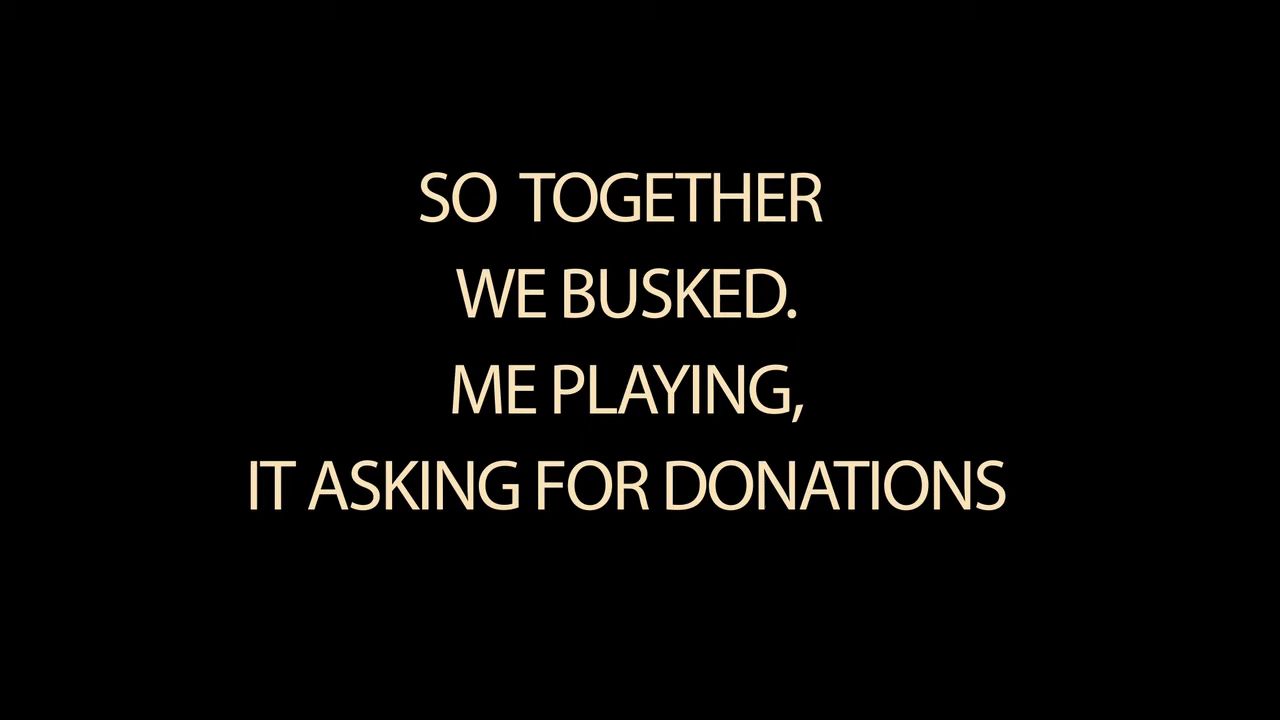 SO TOGETHER
WE BUSKED.
ME PLAYING,
IT ASKING FOR DONATIONS